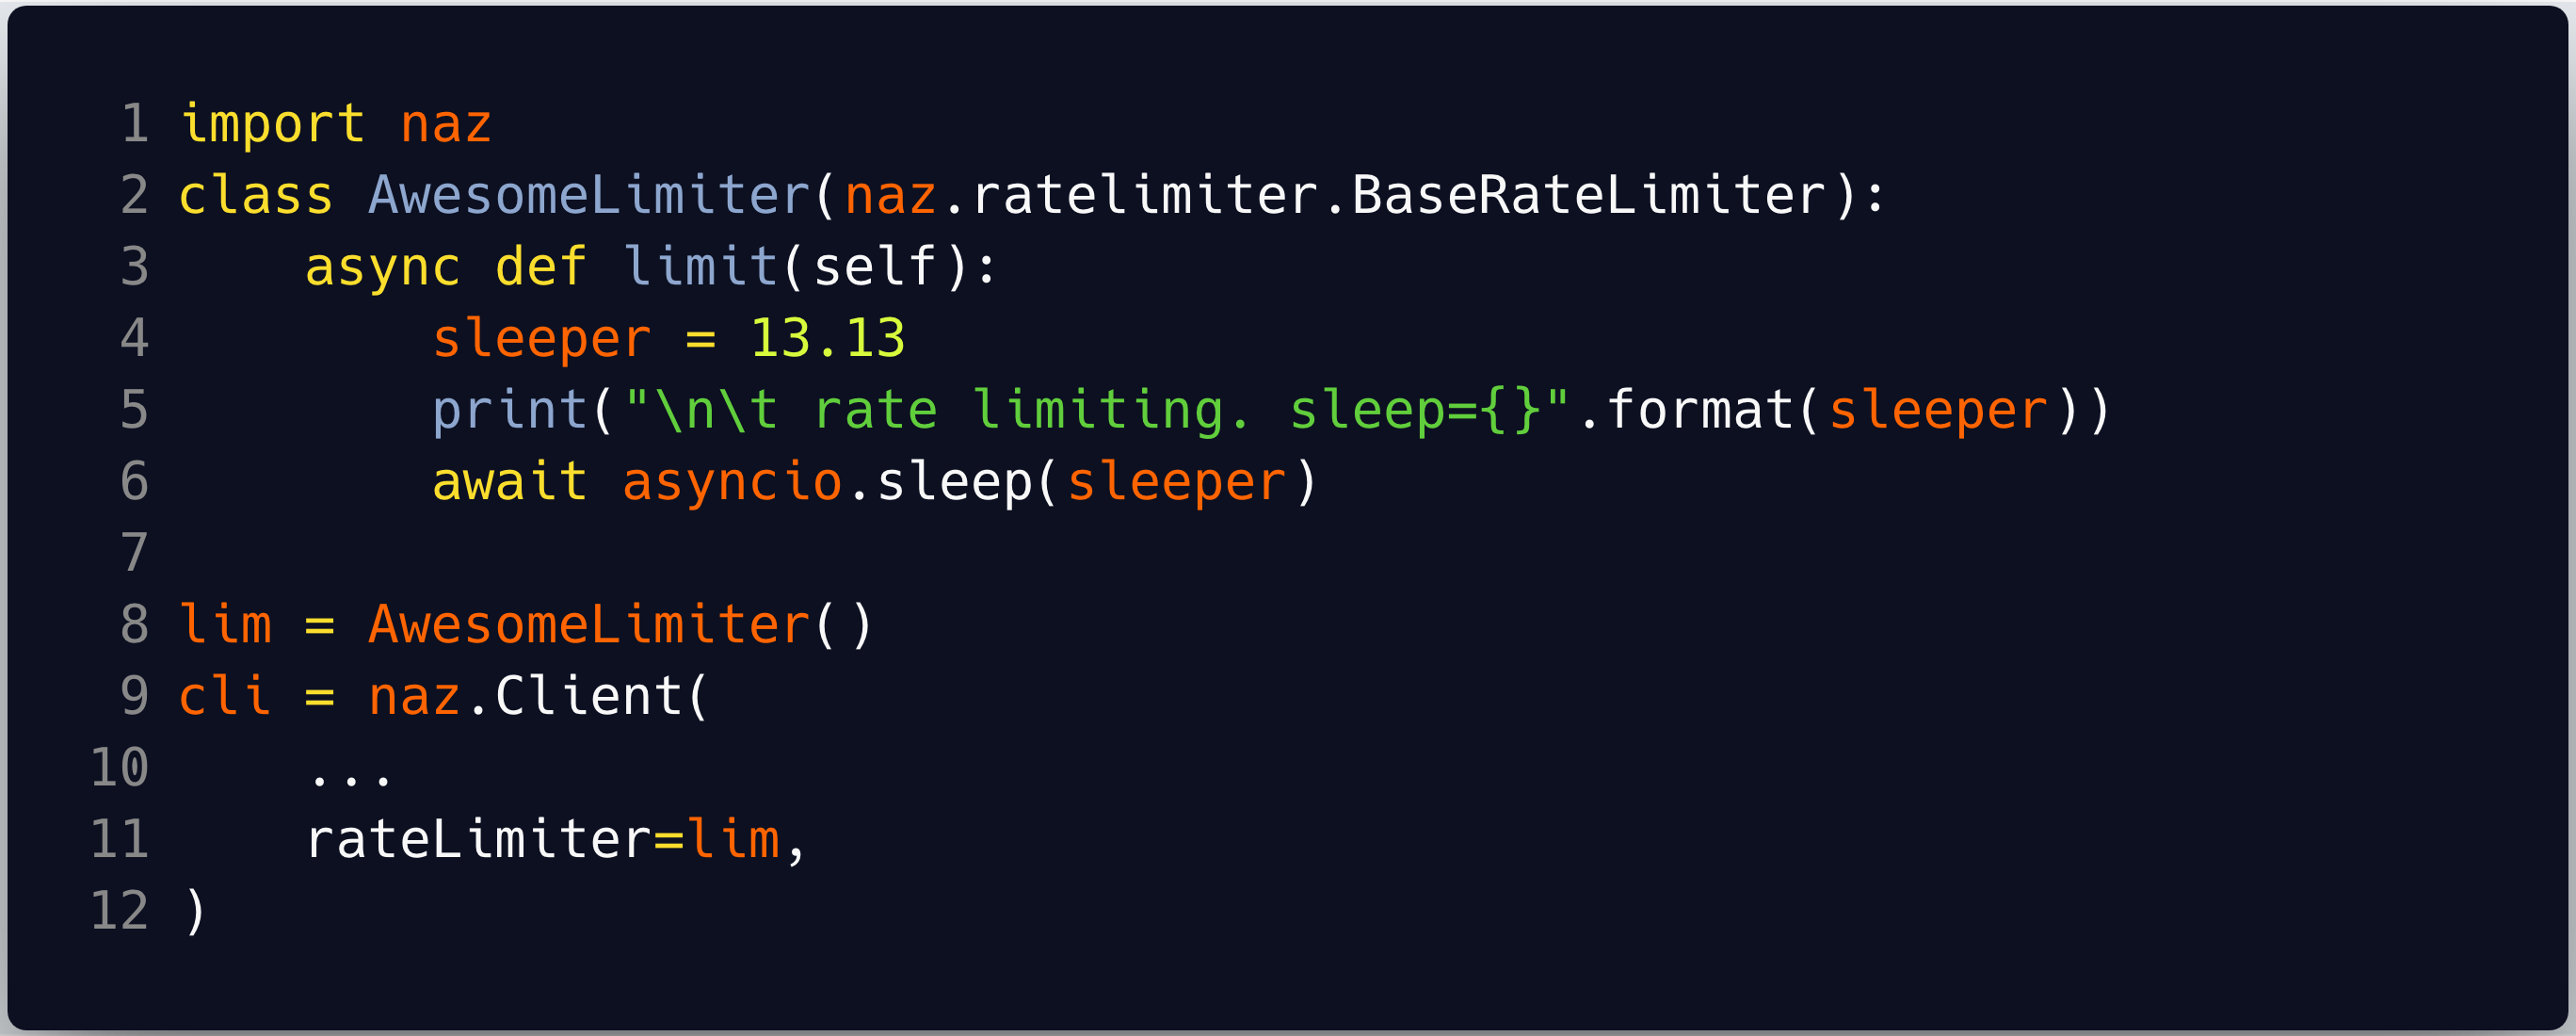 1 import naz
2 class AwesomeLimiter(naz.ratelimiter.BaseRateLimiter):
3     async def limit(self):
4         sleeper = 13.13
5         print("\n\t rate limiting. sleep={}".format(sleeper))
6         await asyncio.sleep(sleeper)
7
8 lim = AwesomeLimiter()
9 cli = naz.Client(
10     ...
11     rateLimiter=lim,
12 )